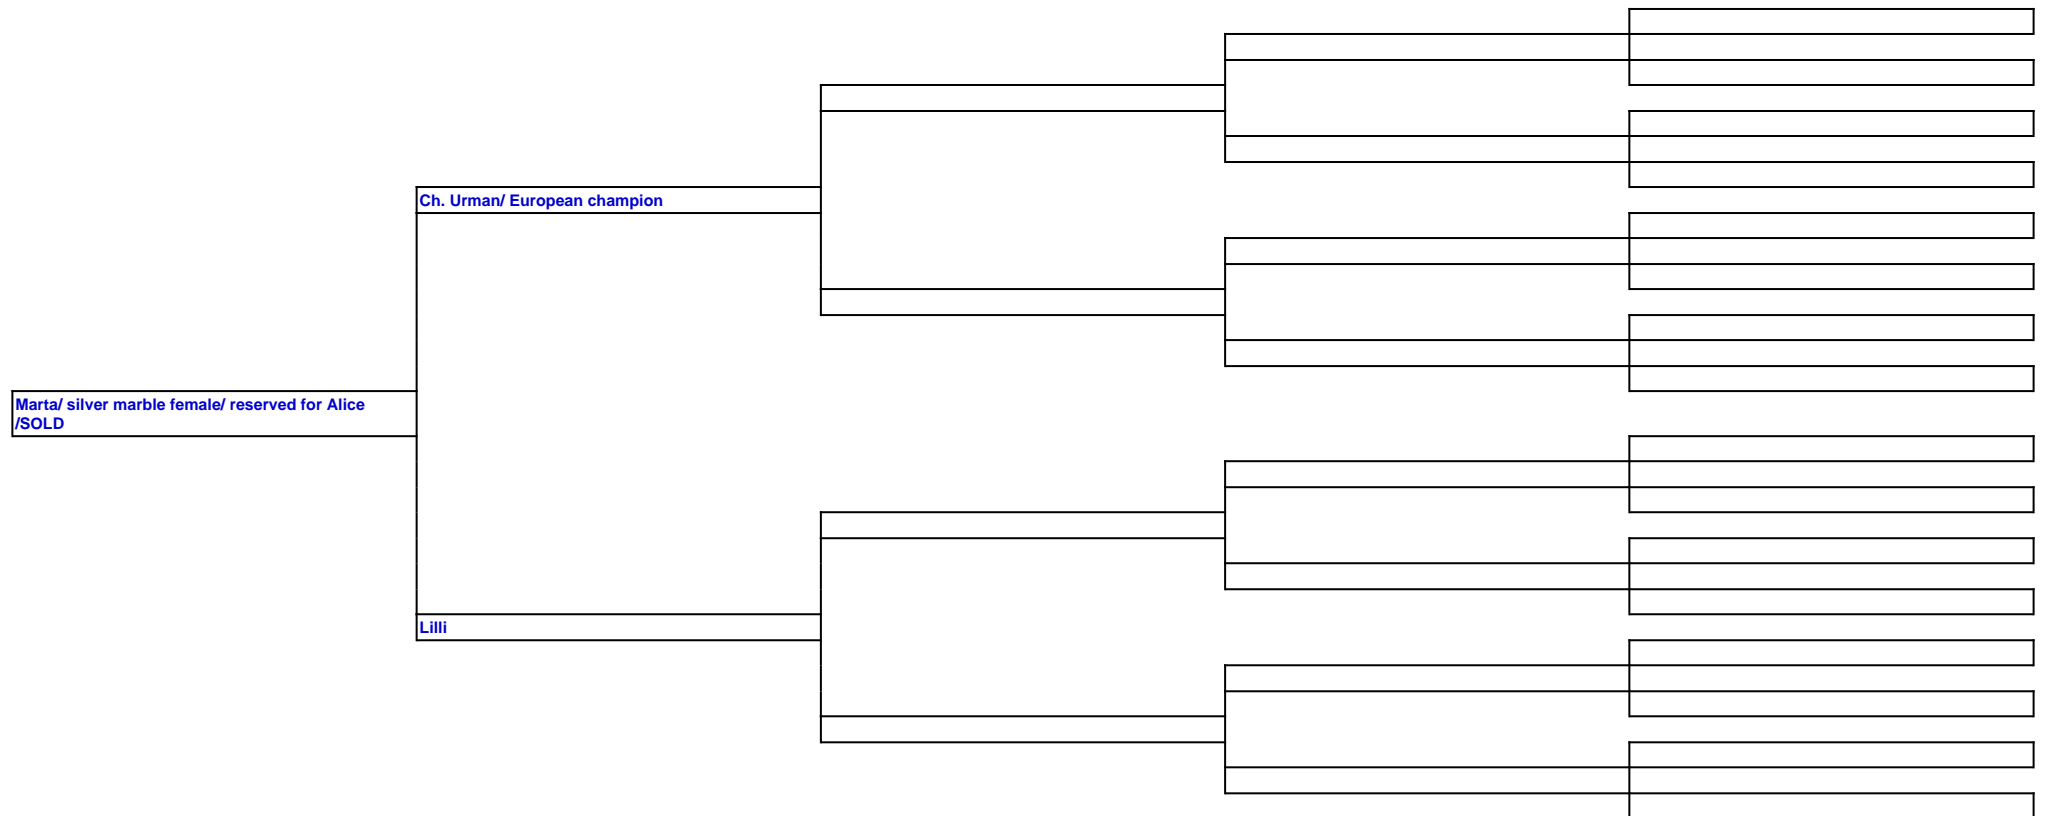 Ch. Urman/ European champion
Marta/ silver marble female/ reserved for Alice
/SOLD
Lilli